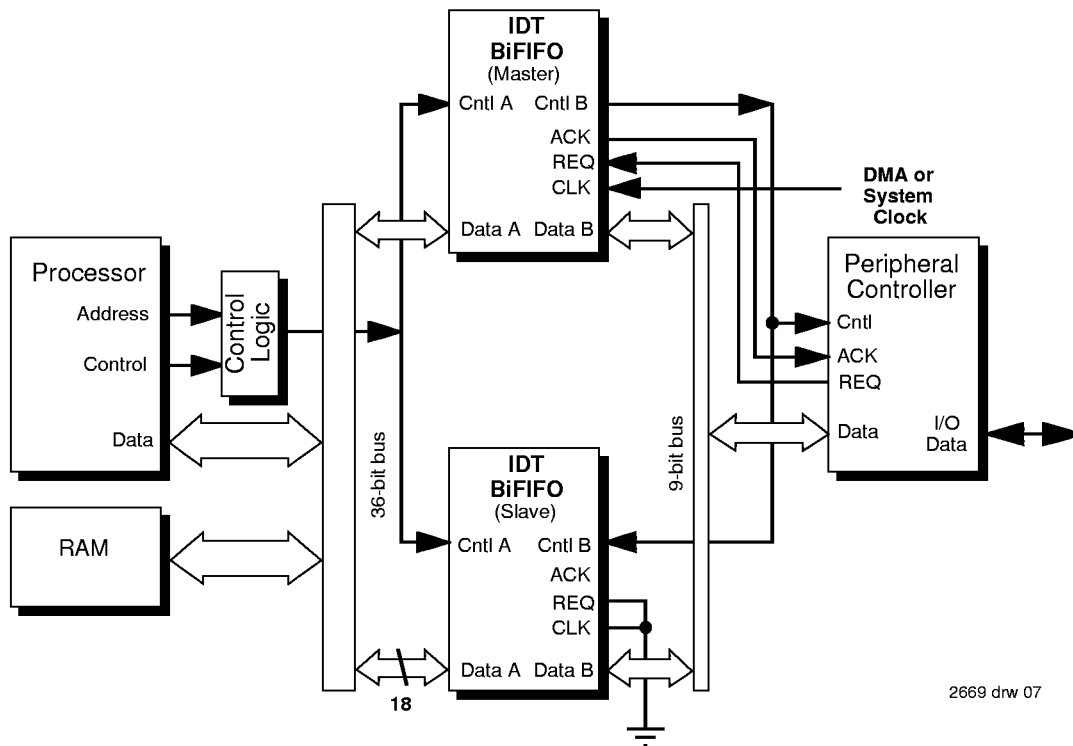 IDT
BiFIFO
(Master)
Cntl A
Cntl B
ACK
REQ
CLK
Data A
Data B
DMA or
System
Clock
Processor
Address
Control
Data
Control
Logic
Peripheral
Controller
Cntl
ACK
REQ
Data
I/O
Data
36-bit bus
9-bit bus
RAM
IDT
BiFIFO
(Slave)
Cntl A
Cntl B
ACK
REQ
CLK
Data A
Data B
18
2669 drw 07